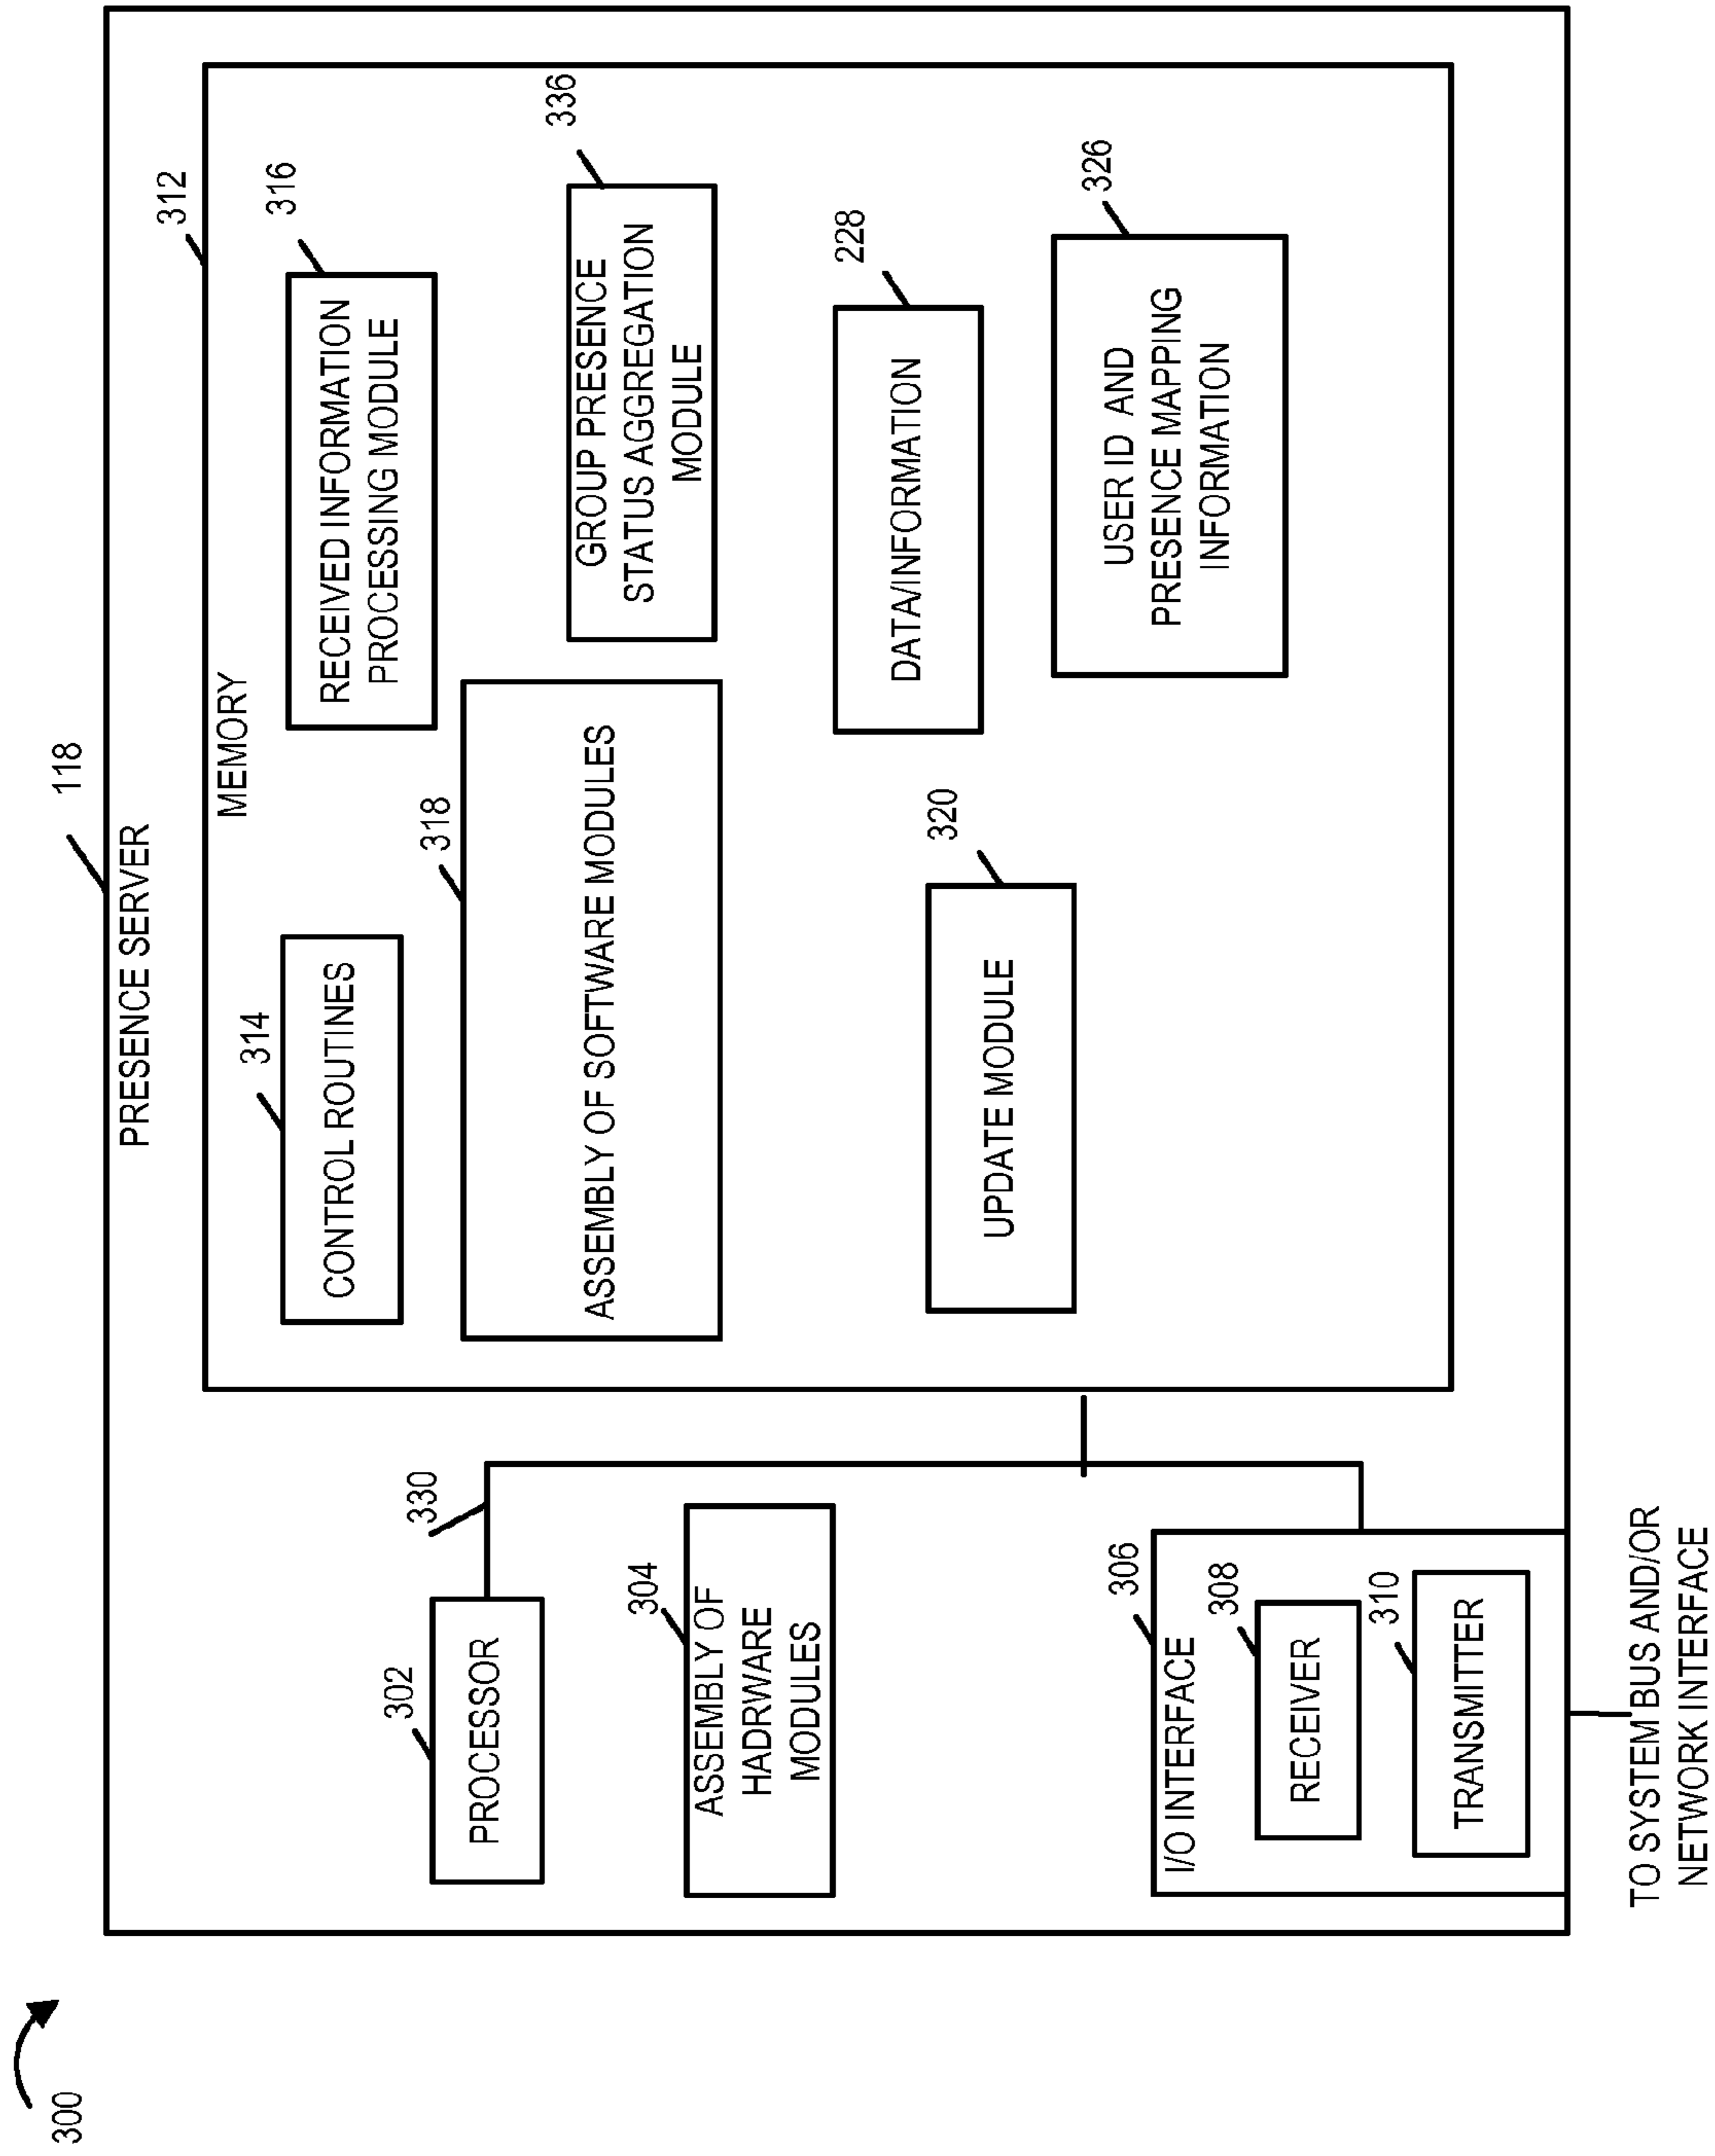 300
118
PRESENCE SERVER
312
MEMORY
314
CONTROL ROUTINES
316
RECEIVED INFORMATION
PROCESSING MODULE
318
ASSEMBLY OF SOFTWARE MODULES
336
GROUP PRESENCE
STATUS AGGREGATION
MODULE
320
UPDATE MODULE
228
DATA/INFORMATION
326
USER ID AND
PRESENCE MAPPING
INFORMATION
302
PROCESSOR
330
304
ASSEMBLY OF
HADRWARE
MODULES
306
I/O INTERFACE
308
RECEIVER
310
TRANSMITTER
TO SYSTEM BUS AND/OR
NETWORK INTERFACE